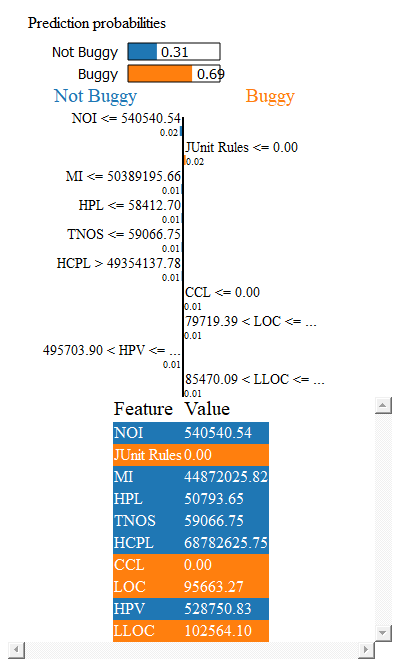 Prediction probabilities
Not Buggy 0.31
Buggy 0.69
Not Buggy Buggy
NOI <= 540540.54
0.02
JUnit Rules <= 0.00
0.02
MI <= 50389195.66
0.01
HPL <= 58412.70
0.01
TNOS <= 59066.75
0.01
HCPL > 49354137.78
0.01
CCL <= 0.00
0.01
79719.39 < LOC <= ...
0.01
495703.90 < HPV <= ...
0.01
85470.09 < LLOC <= ...
0.01
Feature Value
NOI 540540.54
JUnit Rules 0.00
MI 44872025.82
HPL 50793.65
TNOS 59066.75
HCPL 68782625.75
CCL 0.00
LOC 95663.27
HPV 528750.83
LLOC 102564.10